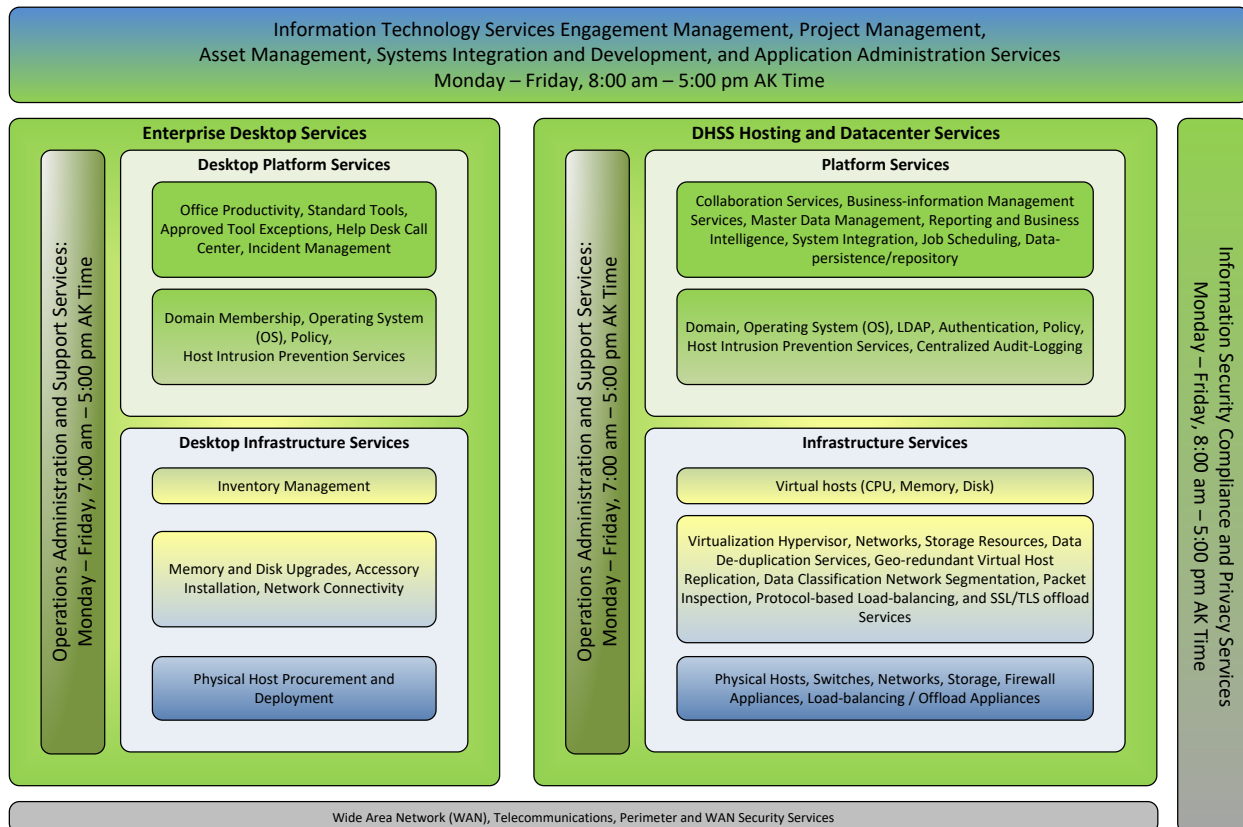 Information Technology Services Engagement Management, Project Management,
Asset Management, Systems Integration and Development, and Application Administration Services
Monday – Friday, 8:00 am – 5:00 pm AK Time
Enterprise Desktop Services
Operations Administration and Support Services:
Monday – Friday, 7:00 am – 5:00 pm AK Time
Desktop Platform Services
Office Productivity, Standard Tools,
Approved Tool Exceptions, Help Desk Call
Center, Incident Management
Domain Membership, Operating System
(OS), Policy,
Host Intrusion Prevention Services
Desktop Infrastructure Services
Inventory Management
Memory and Disk Upgrades, Accessory
Installation, Network Connectivity
Physical Host Procurement and
Deployment
DHSS Hosting and Datacenter Services
Operations Administration and Support Services:
Monday – Friday, 7:00 am – 5:00 pm AK Time
Platform Services
Collaboration Services, Business-information Management
Services, Master Data Management, Reporting and Business
Intelligence, System Integration, Job Scheduling, Data-
persistence/repository
Domain, Operating System (OS), LDAP, Authentication, Policy,
Host Intrusion Prevention Services, Centralized Audit-Logging
Infrastructure Services
Virtual hosts (CPU, Memory, Disk)
Virtualization Hypervisor, Networks, Storage Resources, Data
De-duplication Services, Geo-redundant Virtual Host
Replication, Data Classification Network Segmentation, Packet
Inspection, Protocol-based Load-balancing, and SSL/TLS offload
Services
Physical Hosts, Switches, Networks, Storage, Firewall
Appliances, Load-balancing / Offload Appliances
Information Security Compliance and Privacy Services
Monday – Friday, 8:00 am – 5:00 pm AK Time
Wide Area Network (WAN), Telecommunications, Perimeter and WAN Security Services